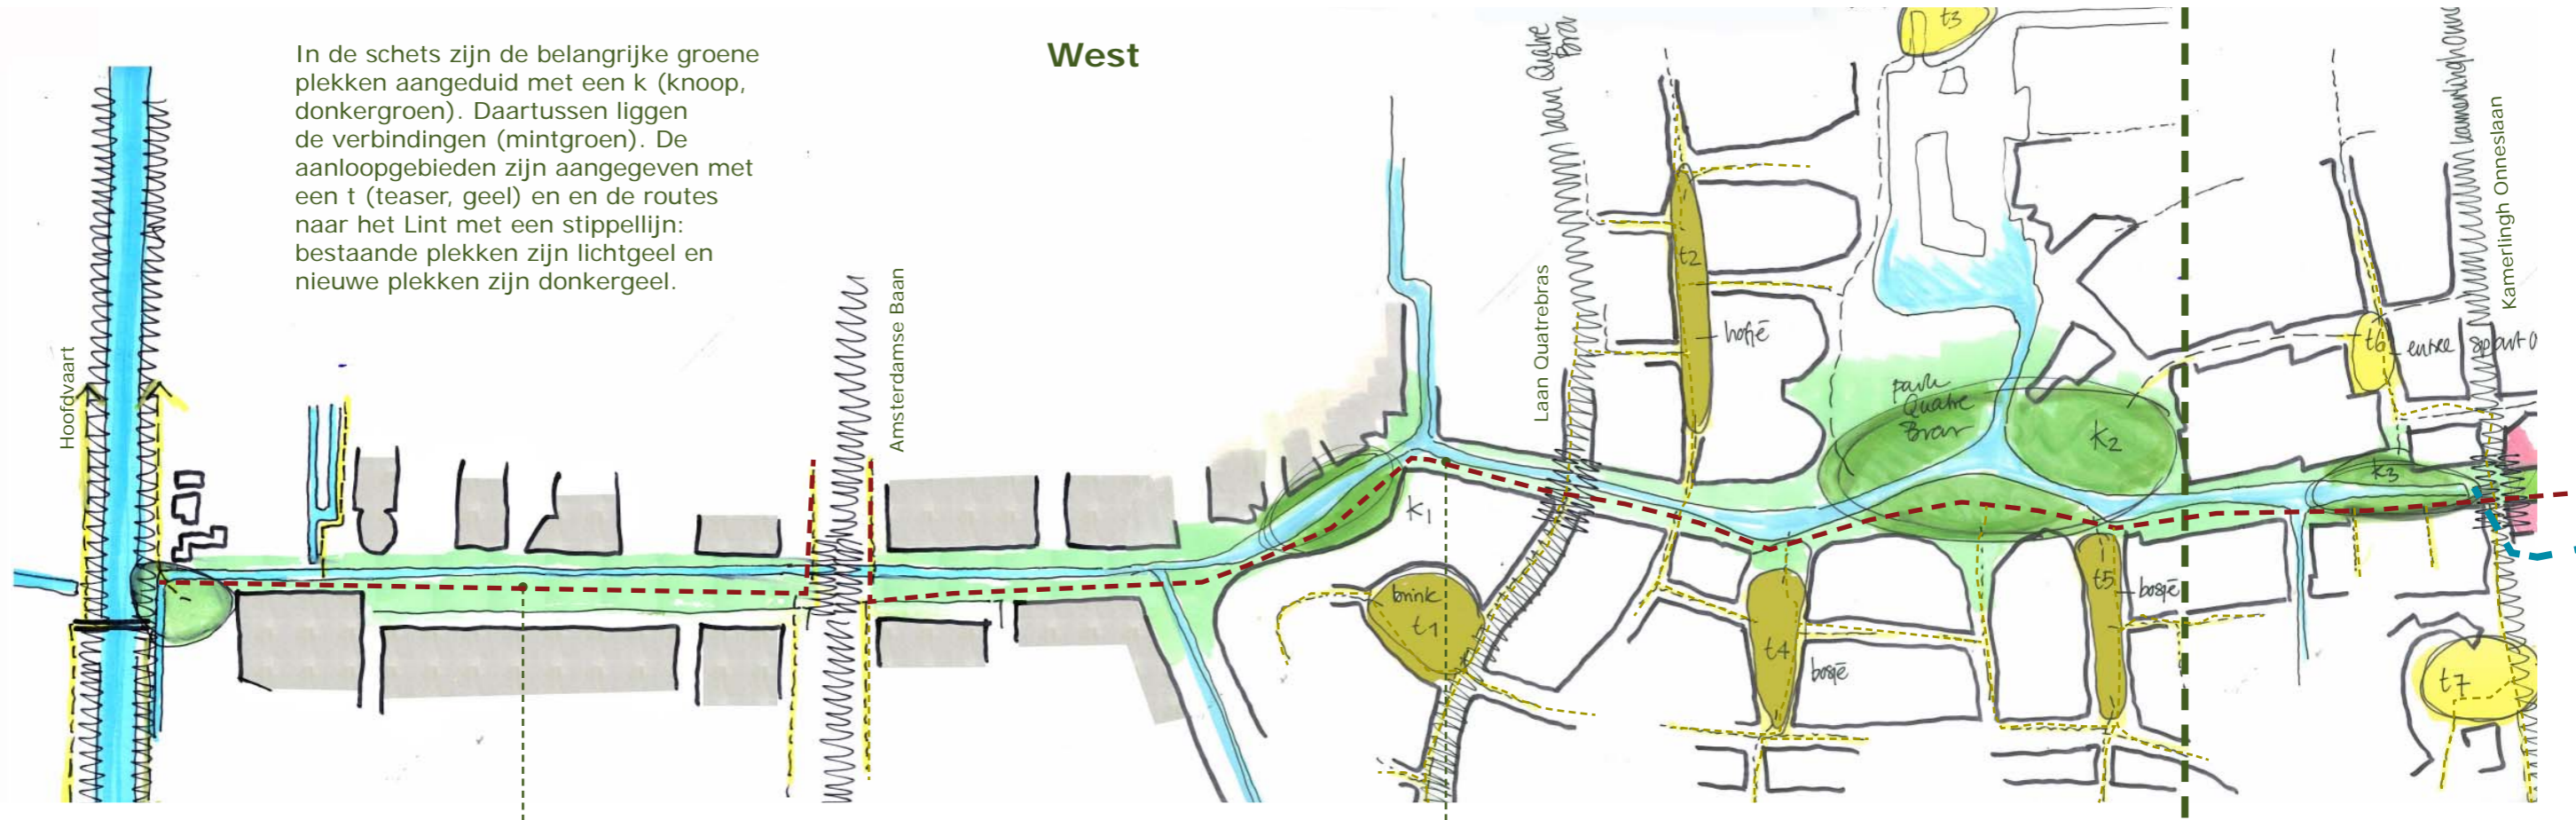 In de schets zijn de belangrijke groene
plekken aangeduid met een k (knoop,
donkergroen). Daartussen liggen
de verbindingen (mintgroen). De
aanloopgebieden zijn aangegeven met
een t (teaser, geel) en en de routes
naar het Lint met een stippellijn:
bestaande plekken zijn lichtgeel en
nieuwe plekken zijn donkergeel.
West
Hoofdvaart
Amsterdamse Baan
Laan Quatrebras
laan Quatre
Bra
Kamerlingh Onneslaan
t3
t2
hofje
park
Quatre
Bras
k2
k1
k3
t6
entree sport
brink
t1
t4
bosje
t5
bosje
t7